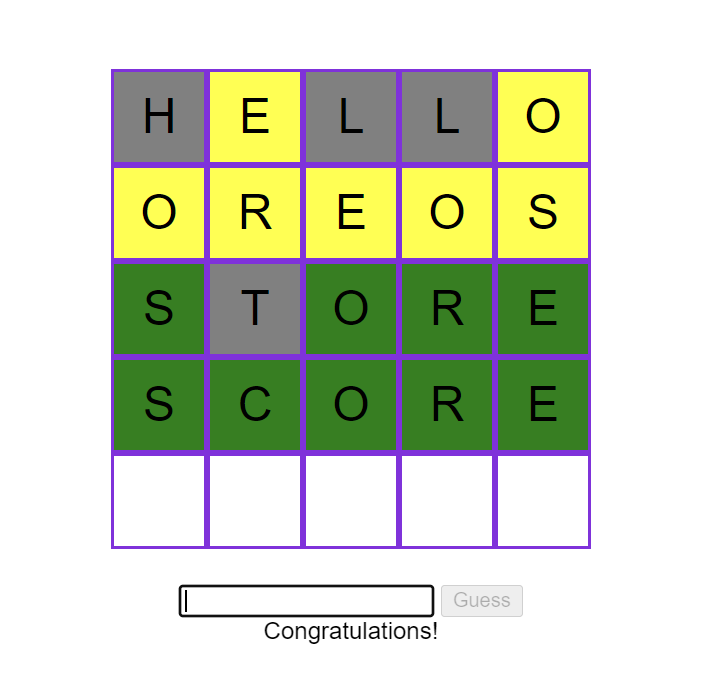 H E L L O
O R E O S
S T O R E
S C O R E
Guess
Congratulations!